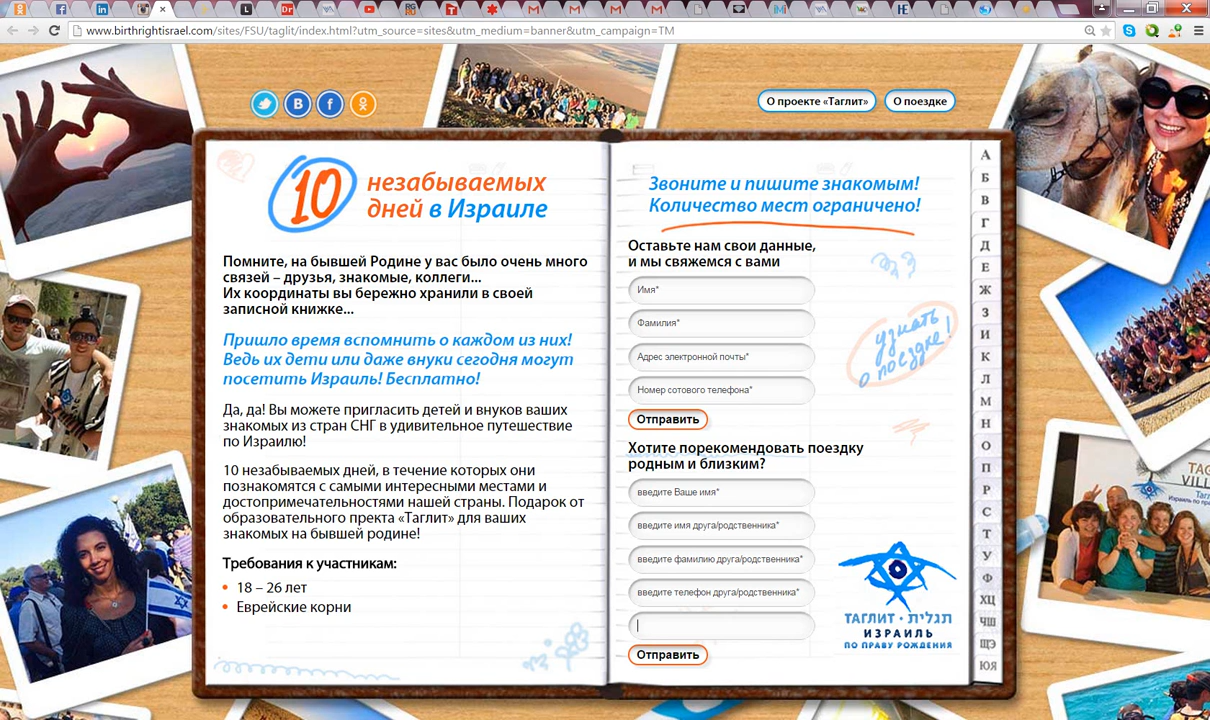 www.birthrightisrael.com/sites/FSU/taglit/index.html?utm_source=sites&utm_medium=banner&utm_campaign=TM
О проекте «Таглит»
О поездке
10 незабываемых
дней в Израиле
Помните, на бывшей Родине у вас было очень много
связей – друзья, знакомые, коллеги...
Их координаты вы бережно хранили в своей
записной книжке...
Пришло время вспомнить о каждом из них!
Ведь их дети или даже внуки сегодня могут
посетить Израиль! Бесплатно!
Да, да! Вы можете пригласить детей и внуков ваших
знакомых из стран СНГ в удивительное путешествие
по Израилю!
10 незабываемых дней, в течение которых они
познакомятся с самыми интересными местами и
достопримечательностями нашей страны. Подарок от
образовательного пректа «Таглит» для ваших
знакомых на бывшей родине!
Требования к участникам:
18 – 26 лет
Еврейские корни
Звоните и пишите знакомым!
Количество мест ограничено!
Оставьте нам свои данные,
и мы свяжемся с вами
Имя*
Фамилия*
Адрес электронной почты*
Номер сотового телефона*
Отправить
узнать
о поездке!
Хотите порекомендовать поездку
родным и близким?
введите Ваше имя*
введите имя друга/родственника*
введите фамилию друга/родственника*
введите телефон друга/родственника*
Отправить
ТАГЛИТ · תגלית
ИЗРАИЛЬ
ПО ПРАВУ РОЖДЕНИЯ
А
Б
В
Г
Д
Е
Ж
З
И
К
Л
М
Н
О
П
Р
С
Т
У
Ф
ХЦ
ЧШ
ЩЭ
ЮЯ